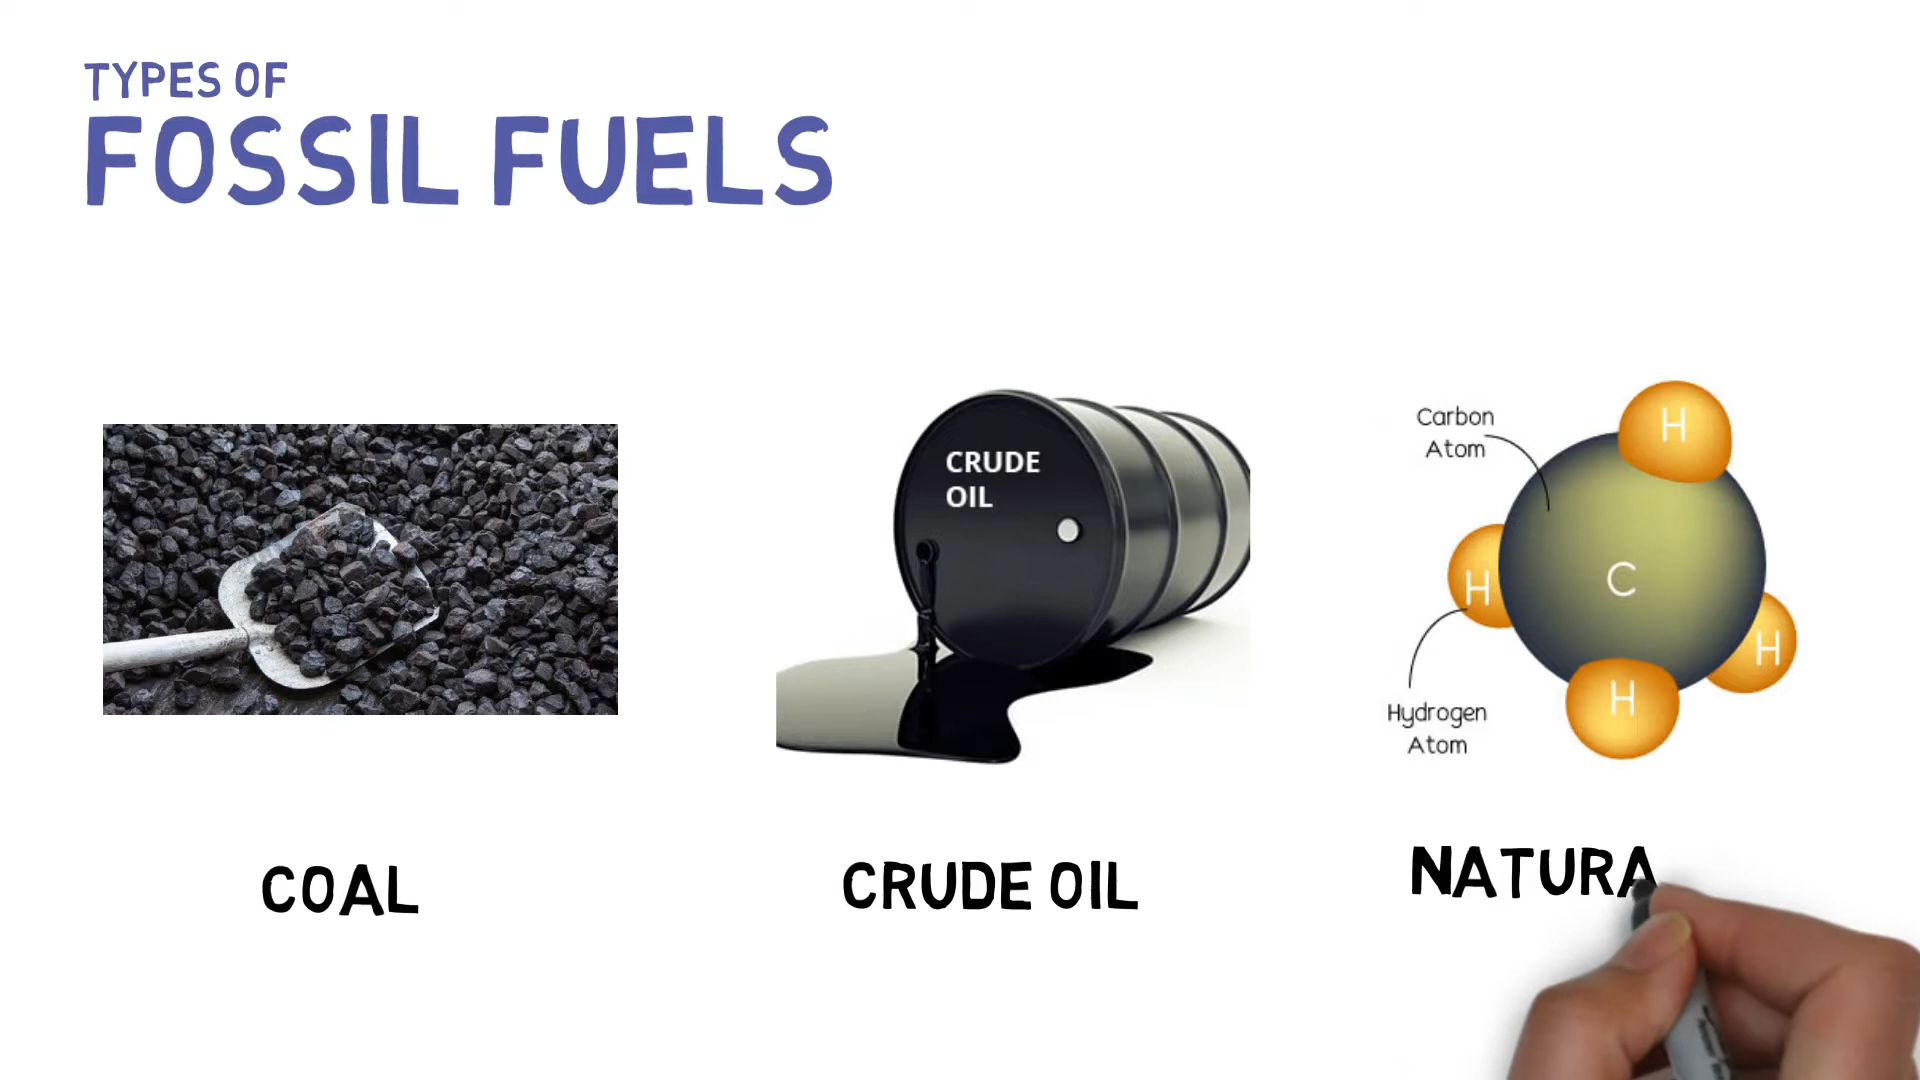 TYPES OF
FOSSIL FUELS
CRUDE
OIL
Carbon
Atom
H
H
C
H
H
Hydrogen
Atom
COAL
CRUDE OIL
NATURA